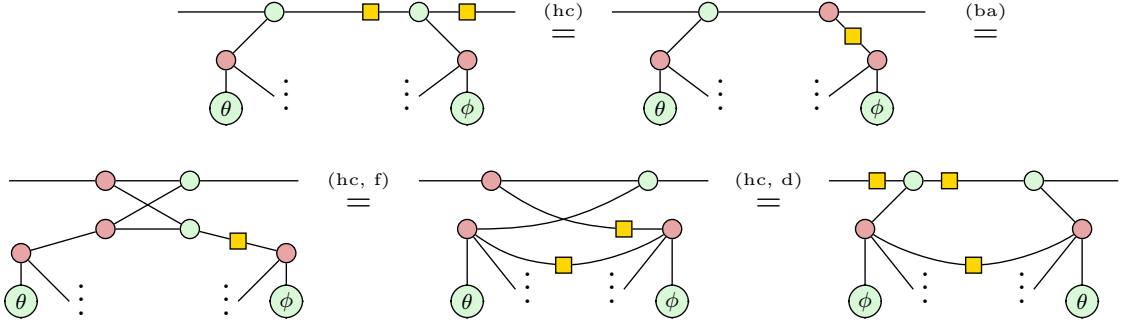 (hc) = (ba) =
θ ⋮ ⋮ ϕ θ ⋮ ⋮ ϕ
(hc, f) = (hc, d) =
θ ⋮ ⋮ ϕ θ ⋮ ⋮ ϕ ϕ ⋮ ⋮ θ